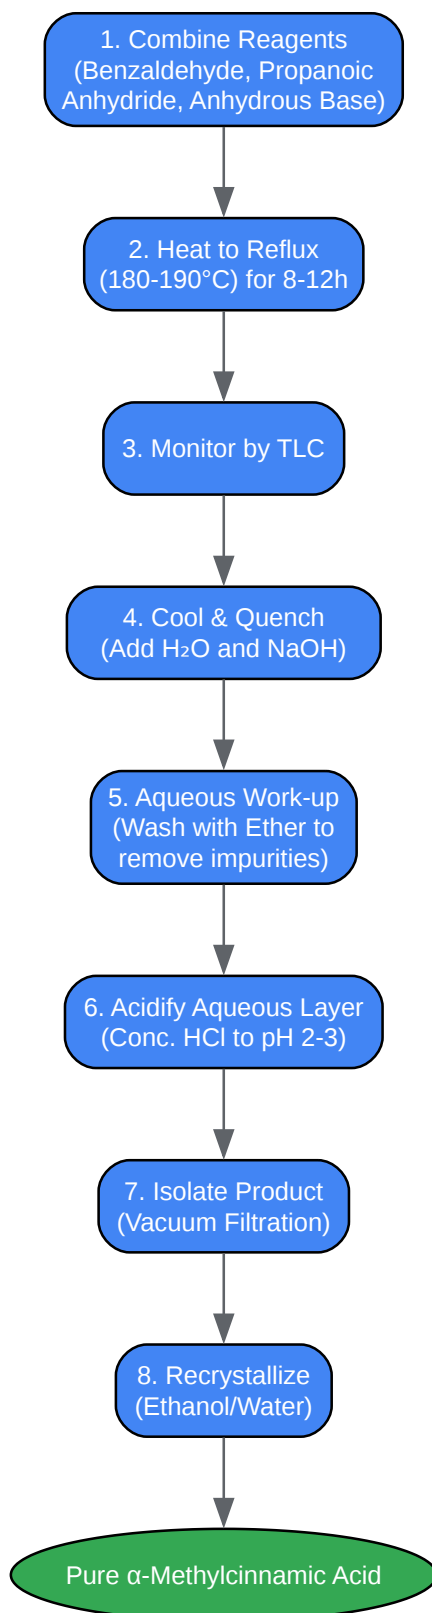 1. Combine Reagents
(Benzaldehyde, Propanoic
Anhydride, Anhydrous Base)
2. Heat to Reflux
(180-190°C) for 8-12h
3. Monitor by TLC
4. Cool & Quench
(Add H₂O and NaOH)
5. Aqueous Work-up
(Wash with Ether to
remove impurities)
6. Acidify Aqueous Layer
(Conc. HCl to pH 2-3)
7. Isolate Product
(Vacuum Filtration)
8. Recrystallize
(Ethanol/Water)
Pure α-Methylcinnamic Acid